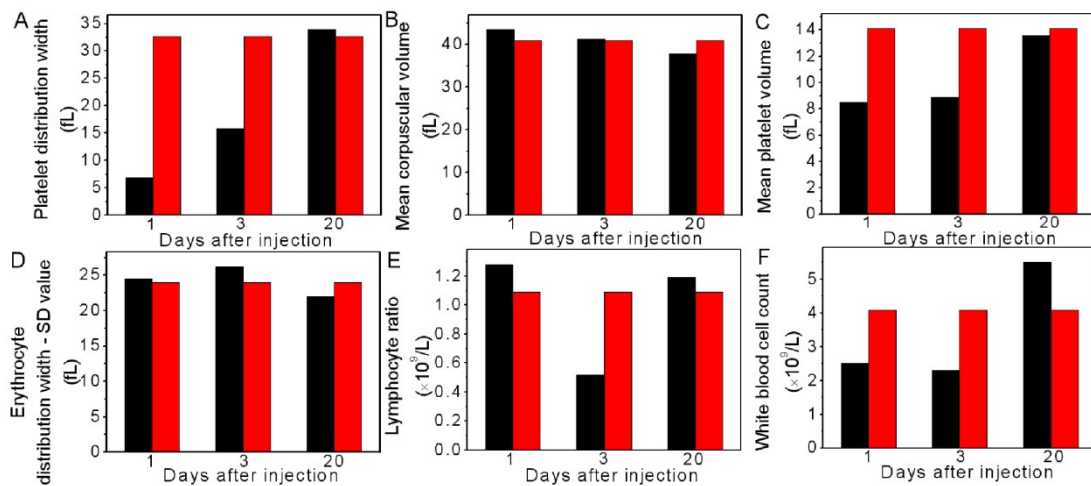 A
Platelet distribution width
(fL)
35
30
25
20
15
10
5
0
1 3 20
Days after injection
B
Mean corpuscular volume
(fL)
40
30
20
10
0
1 3 20
Days after injection
C
Mean platelet volume
(fL)
14
12
10
8
6
4
2
0
1 3 20
Days after injection
D
Erythrocyte
distribution width - SD value
(fL)
25
20
15
10
5
0
1 3 20
Days after injection
E
Lymphocyte ratio
(×10⁹/L)
1.2
1.0
0.8
0.6
0.4
0.2
0.0
1 3 20
Days after injection
F
White blood cell count
(×10⁹/L)
5
4
3
2
1
0
1 3 20
Days after injection